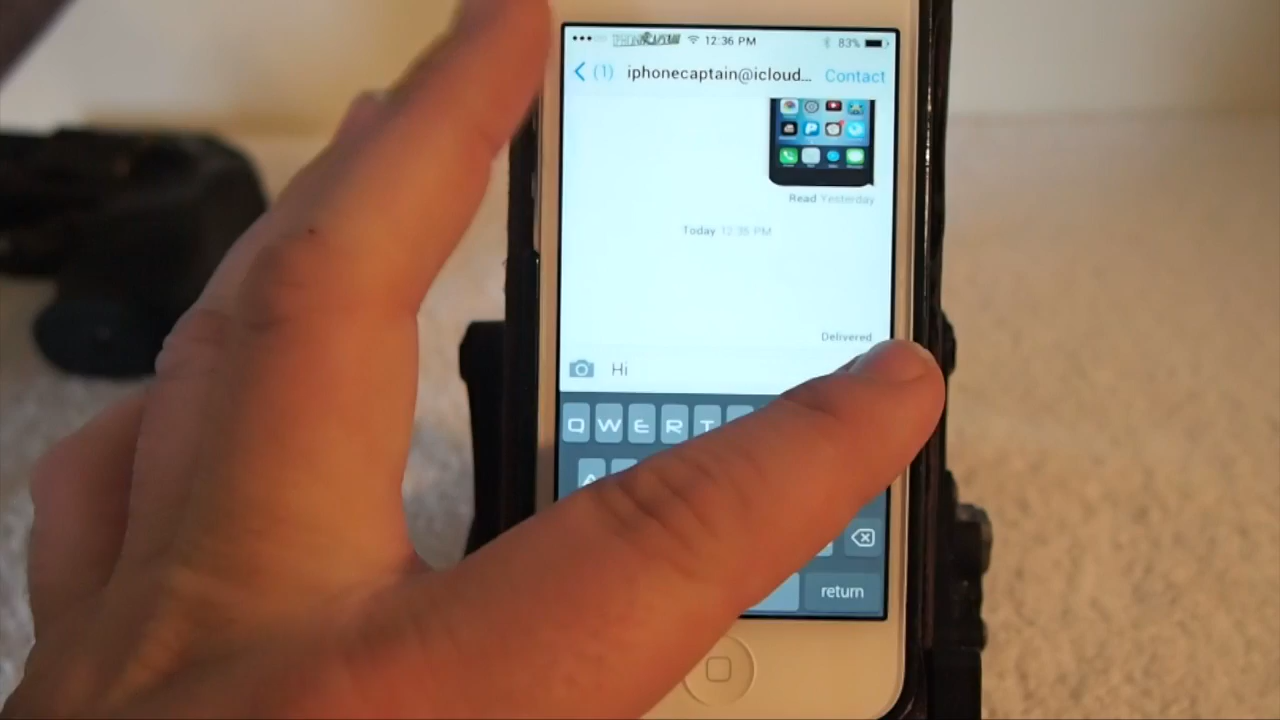 12:36 PM 83%
(1) iphonecaptain@icloud... Contact
Read Yesterday
Today 12:36 PM
Delivered
Hi
Q W E R T
A
return